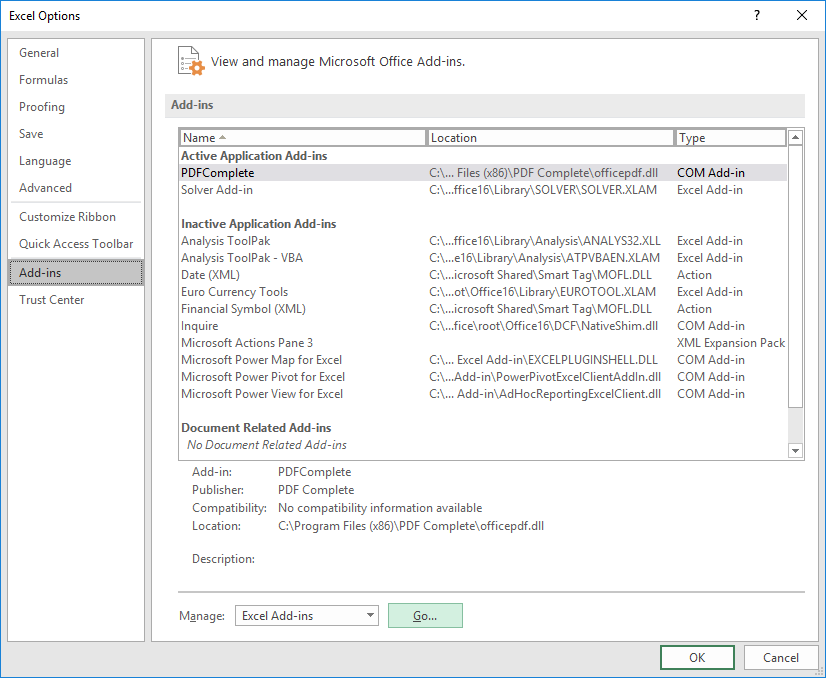 Excel Options ?
General
Formulas
Proofing
Save
Language
Advanced
Customize Ribbon
Quick Access Toolbar
Add-ins
Trust Center
View and manage Microsoft Office Add-ins.
Add-ins
Name Location Type
Active Application Add-ins
PDFComplete C:\... Files (x86)\PDF Complete\officepdf.dll COM Add-in
Solver Add-in C:\...ffice16\Library\SOLVER\SOLVER.XLAM Excel Add-in
Inactive Application Add-ins
Analysis ToolPak C:\...ffice16\Library\Analysis\ANALYS32.XLL Excel Add-in
Analysis ToolPak - VBA C:\...e16\Library\Analysis\ATPVBAEN.XLAM Excel Add-in
Date (XML) C:\...icrosoft Shared\Smart Tag\MOFL.DLL Action
Euro Currency Tools C:\...ot\Office16\Library\EUROTOOL.XLAM Excel Add-in
Financial Symbol (XML) C:\...icrosoft Shared\Smart Tag\MOFL.DLL Action
Inquire C:\...fice\root\Office16\DCF\NativeShim.dll COM Add-in
Microsoft Actions Pane 3 XML Expansion Pack
Microsoft Power Map for Excel C:\... Excel Add-in\EXCELPLUGINSHELL.DLL COM Add-in
Microsoft Power Pivot for Excel C:\...Add-in\PowerPivotExcelClientAddIn.dll COM Add-in
Microsoft Power View for Excel C:\... Add-in\AdHocReportingExcelClient.dll COM Add-in
Document Related Add-ins
No Document Related Add-ins
Add-in: PDFComplete
Publisher: PDF Complete
Compatibility: No compatibility information available
Location: C:\Program Files (x86)\PDF Complete\officepdf.dll
Description:
Manage: Excel Add-ins Go...
OK Cancel